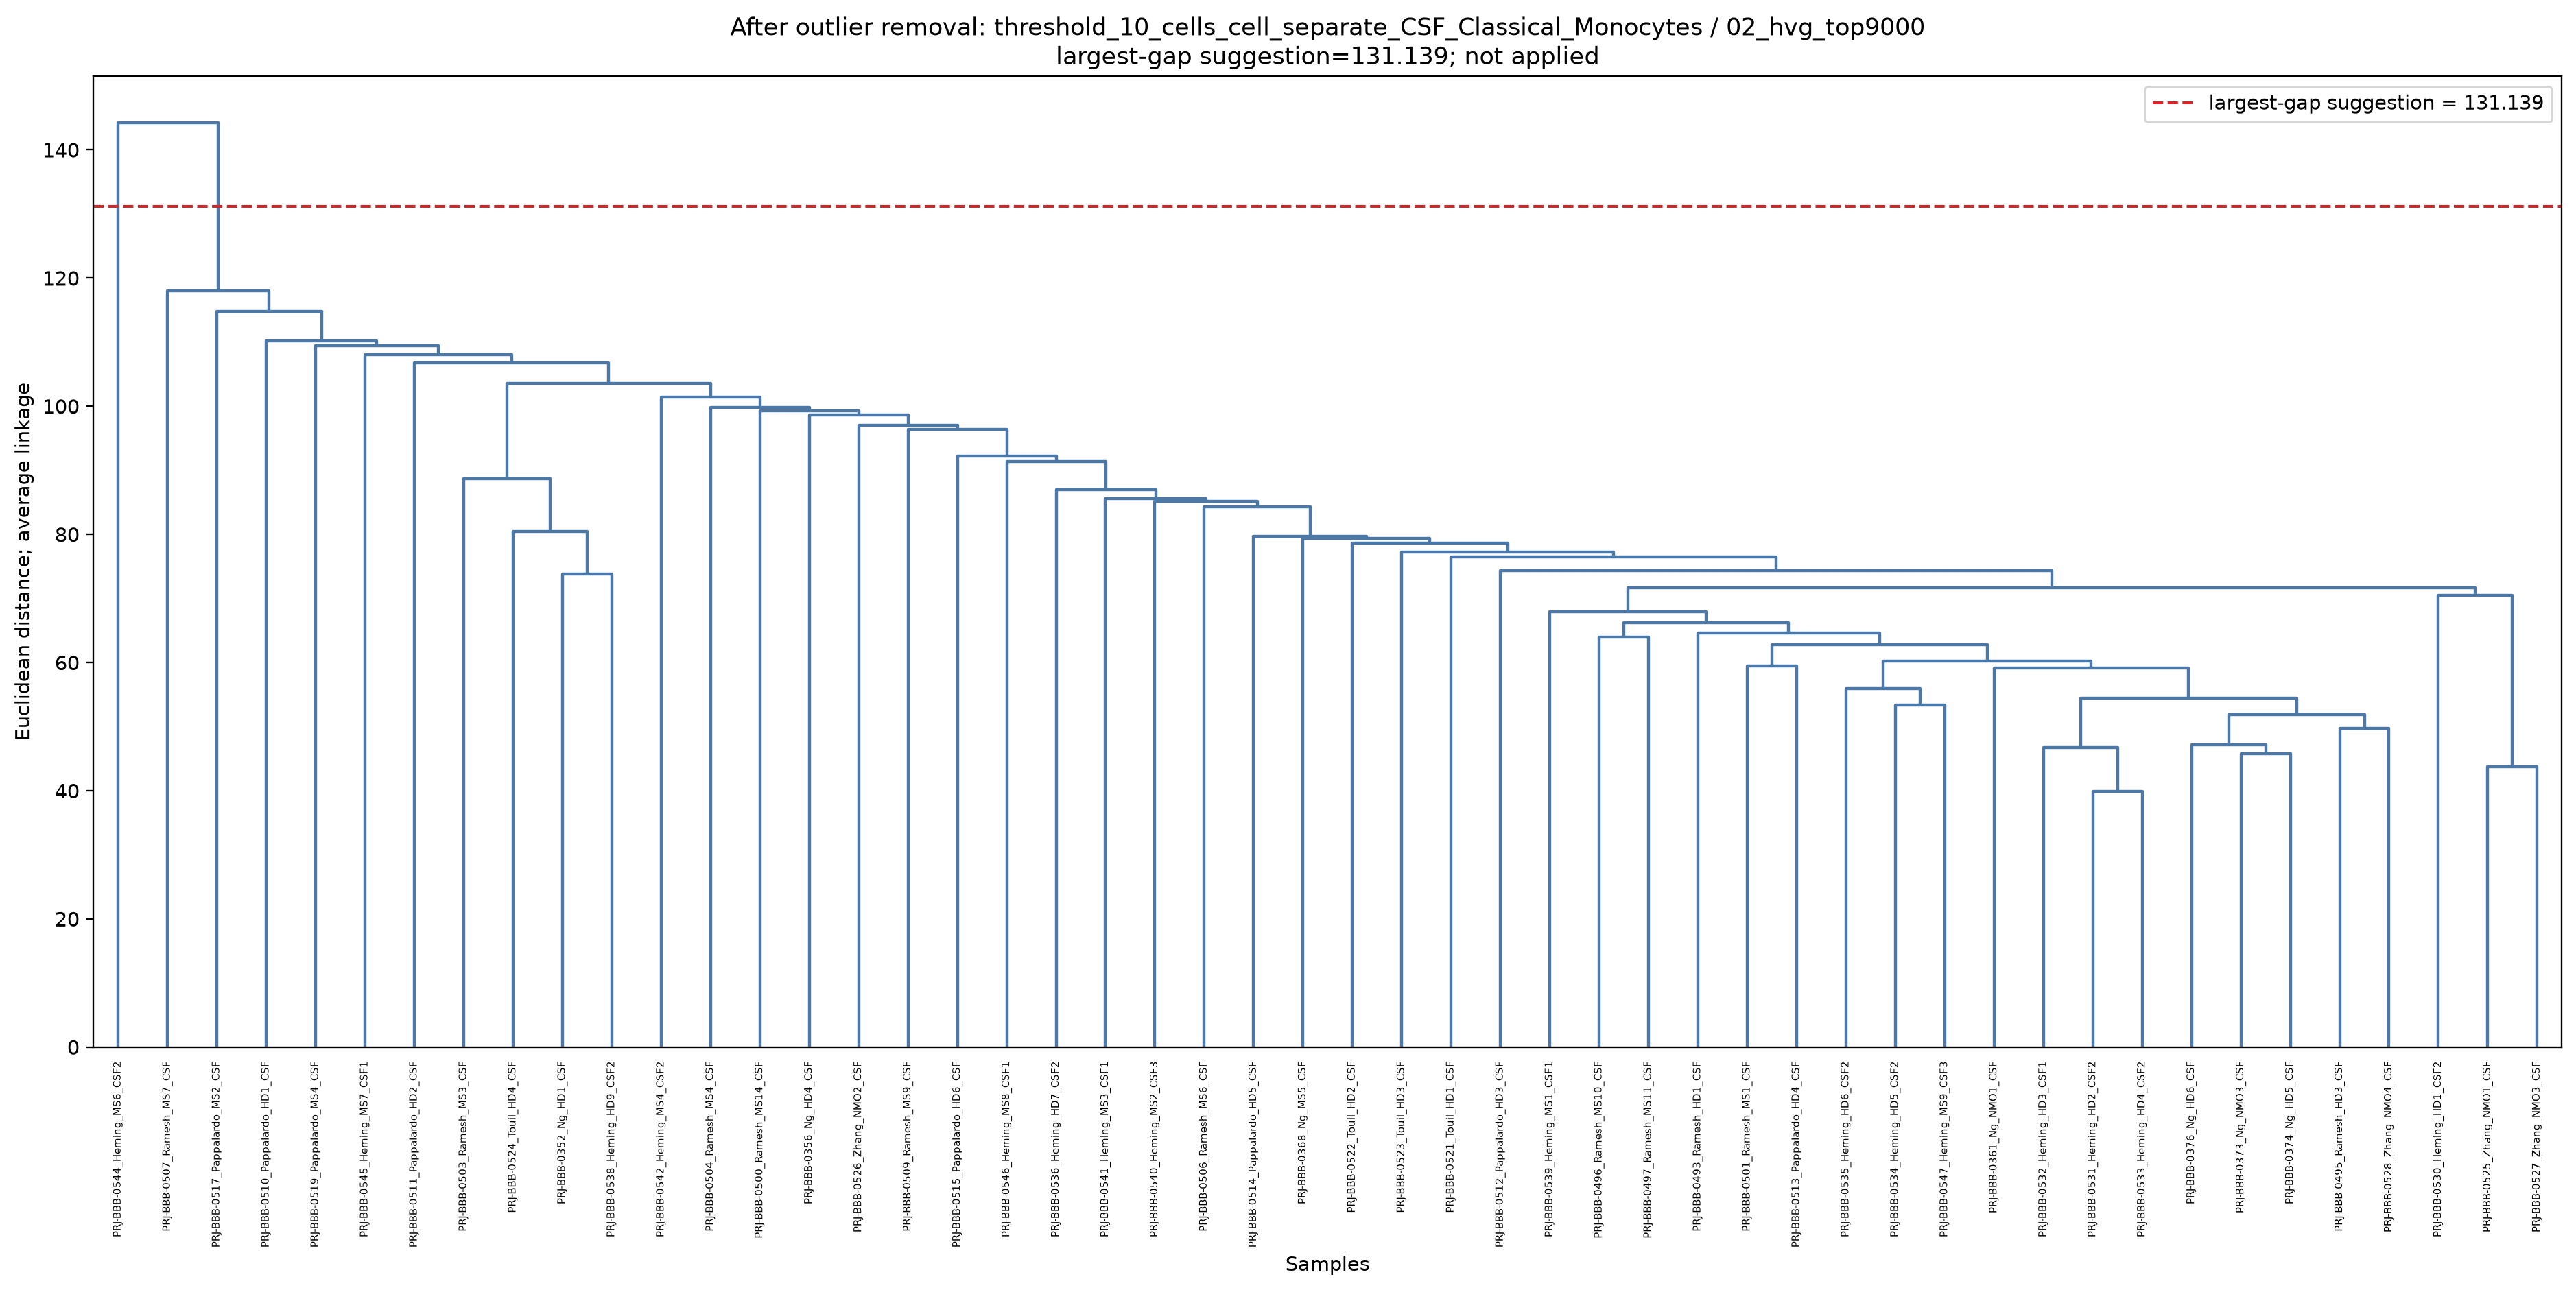 After outlier removal: threshold_10_cells_cell_separate_CSF_Classical_Monocytes / 02_hvg_top9000
largest-gap suggestion=131.139; not applied
largest-gap suggestion = 131.139
Euclidean distance; average linkage
140
120
100
80
60
40
20
0
PRJ-BBB-0544_Heming_MS6_CSF2
PRJ-BBB-0507_Ramesh_MS7_CSF
PRJ-BBB-0517_Pappalardo_MS2_CSF
PRJ-BBB-0510_Pappalardo_HD1_CSF
PRJ-BBB-0519_Pappalardo_MS4_CSF
PRJ-BBB-0545_Heming_MS7_CSF1
PRJ-BBB-0511_Pappalardo_HD2_CSF
PRJ-BBB-0503_Ramesh_MS3_CSF
PRJ-BBB-0524_Touil_HD4_CSF
PRJ-BBB-0352_Ng_HD1_CSF
PRJ-BBB-0538_Heming_HD9_CSF2
PRJ-BBB-0542_Heming_MS4_CSF2
PRJ-BBB-0504_Ramesh_MS4_CSF
PRJ-BBB-0500_Ramesh_MS14_CSF
PRJ-BBB-0356_Ng_HD4_CSF
PRJ-BBB-0526_Zhang_NMO2_CSF
PRJ-BBB-0509_Ramesh_MS9_CSF
PRJ-BBB-0515_Pappalardo_HD6_CSF
PRJ-BBB-0546_Heming_MS8_CSF1
PRJ-BBB-0536_Heming_HD7_CSF2
PRJ-BBB-0541_Heming_MS3_CSF1
PRJ-BBB-0540_Heming_MS2_CSF3
PRJ-BBB-0506_Ramesh_MS6_CSF
PRJ-BBB-0514_Pappalardo_HD5_CSF
PRJ-BBB-0368_Ng_MS5_CSF
PRJ-BBB-0522_Touil_HD2_CSF
PRJ-BBB-0523_Touil_HD3_CSF
PRJ-BBB-0521_Touil_HD1_CSF
PRJ-BBB-0512_Pappalardo_HD3_CSF
PRJ-BBB-0539_Heming_MS1_CSF1
PRJ-BBB-0496_Ramesh_MS10_CSF
PRJ-BBB-0497_Ramesh_MS11_CSF
PRJ-BBB-0493_Ramesh_HD1_CSF
PRJ-BBB-0501_Ramesh_MS1_CSF
PRJ-BBB-0513_Pappalardo_HD4_CSF
PRJ-BBB-0535_Heming_HD6_CSF2
PRJ-BBB-0534_Heming_HD5_CSF2
PRJ-BBB-0547_Heming_MS9_CSF3
PRJ-BBB-0361_Ng_NMO1_CSF
PRJ-BBB-0532_Heming_HD3_CSF1
PRJ-BBB-0531_Heming_HD2_CSF2
PRJ-BBB-0533_Heming_HD4_CSF2
PRJ-BBB-0376_Ng_HD6_CSF
PRJ-BBB-0373_Ng_NMO3_CSF
PRJ-BBB-0374_Ng_HD5_CSF
PRJ-BBB-0495_Ramesh_HD3_CSF
PRJ-BBB-0528_Zhang_NMO4_CSF
PRJ-BBB-0530_Heming_HD1_CSF2
PRJ-BBB-0525_Zhang_NMO1_CSF
PRJ-BBB-0527_Zhang_NMO3_CSF
Samples